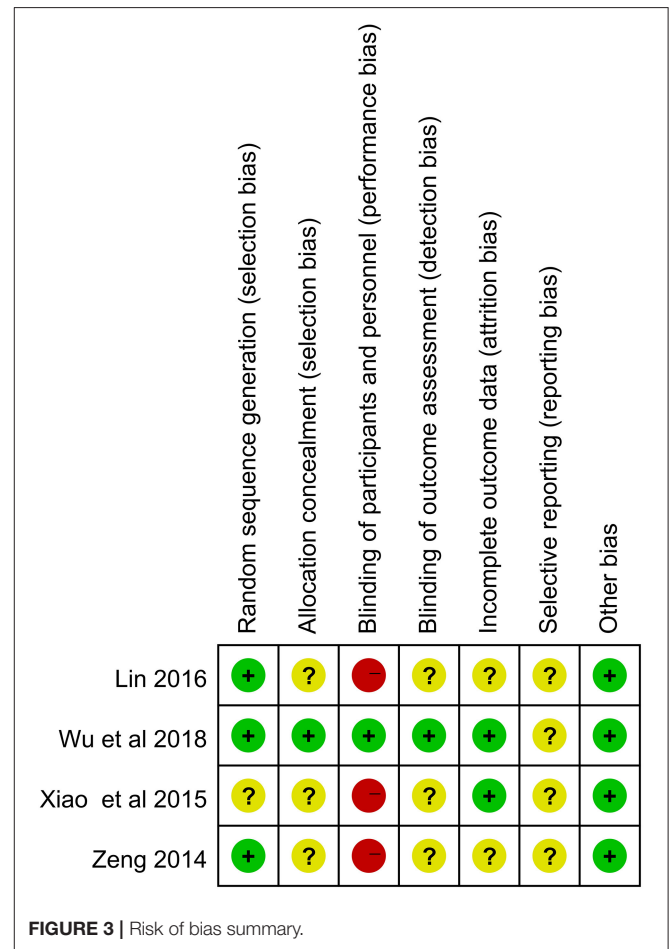 Random sequence generation (selection bias)
Allocation concealment (selection bias)
Blinding of participants and personnel (performance bias)
Blinding of outcome assessment (detection bias)
Incomplete outcome data (attrition bias)
Selective reporting (reporting bias)
Other bias
Lin 2016 + ? − ? ? ? +
Wu et al 2018 + + + + + ? +
Xiao et al 2015 ? ? − ? + ? +
Zeng 2014 + ? − ? ? ? +
FIGURE 3 | Risk of bias summary.